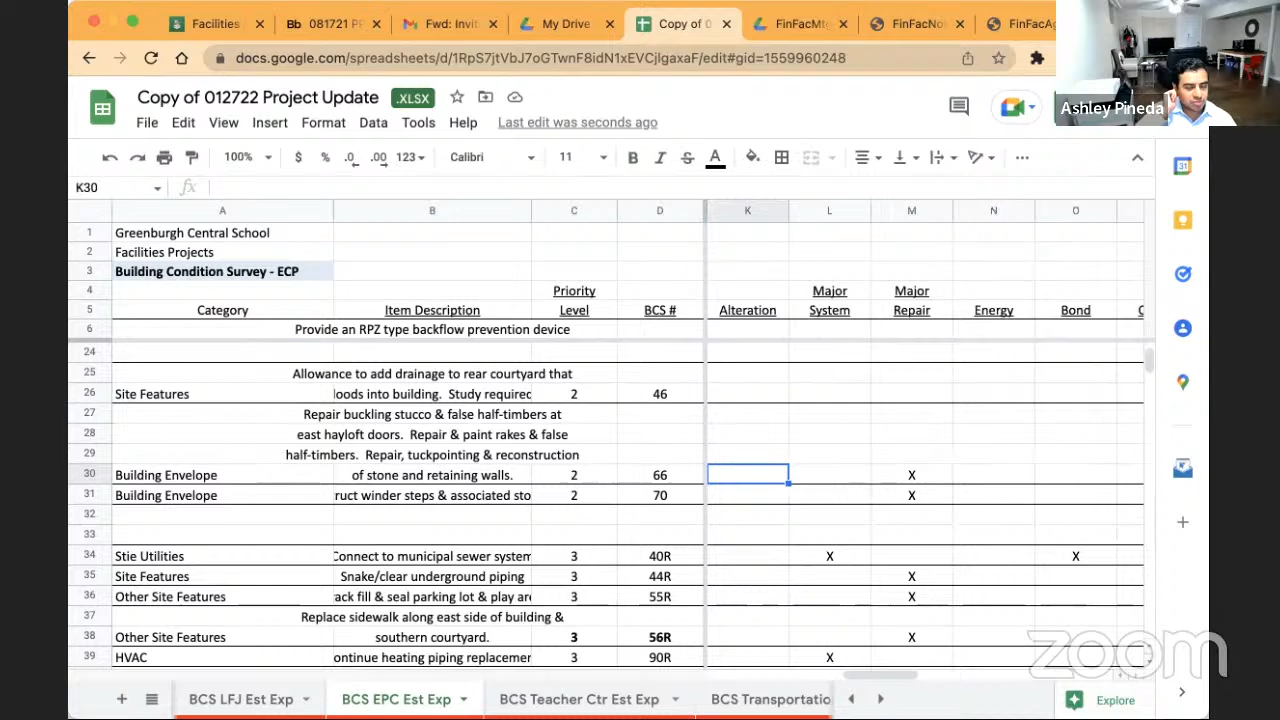 Facilities
Bb 081721 P
Fwd: Invit
My Drive
Copy of 0
FinFacMt
FinFacNo
FinFacAg
docs.google.com/spreadsheets/d/1RpS7jtVbJ7oGTwnF8idN1xEVCjlgaxaF/edit#gid=1559960248
Ashley Pineda
Copy of 012722 Project Update .XLSX
File Edit View Insert Format Data Tools Help Last edit was seconds ago
100% $ % .0 .00 123 Calibri 11 B I S A
K30 fx
A B C D K L M N O
1 Greenburgh Central School
2 Facilities Projects
3 Building Condition Survey - ECP
4 Priority Major Major
5 Category Item Description Level BCS # Alteration System Repair Energy Bond
6 Provide an RPZ type backflow prevention device
24
25 Allowance to add drainage to rear courtyard that
26 Site Features loods into building. Study required 2 46
27 Repair buckling stucco & false half-timbers at
28 east hayloft doors. Repair & paint rakes & false
29 half-timbers. Repair, tuckpointing & reconstruction
30 Building Envelope of stone and retaining walls. 2 66 X
31 Building Envelope ruct winder steps & associated sto 2 70 X
32
33
34 Stie Utilities Connect to municipal sewer system 3 40R X X
35 Site Features Snake/clear underground piping 3 44R X
36 Other Site Features ack fill & seal parking lot & play are 3 55R X
37 Replace sidewalk along east side of building &
38 Other Site Features southern courtyard. 3 56R X
39 HVAC ontinue heating piping replacemer 3 90R X
zoom
BCS LFJ Est Exp BCS EPC Est Exp BCS Teacher Ctr Est Exp BCS Transportatio Explore